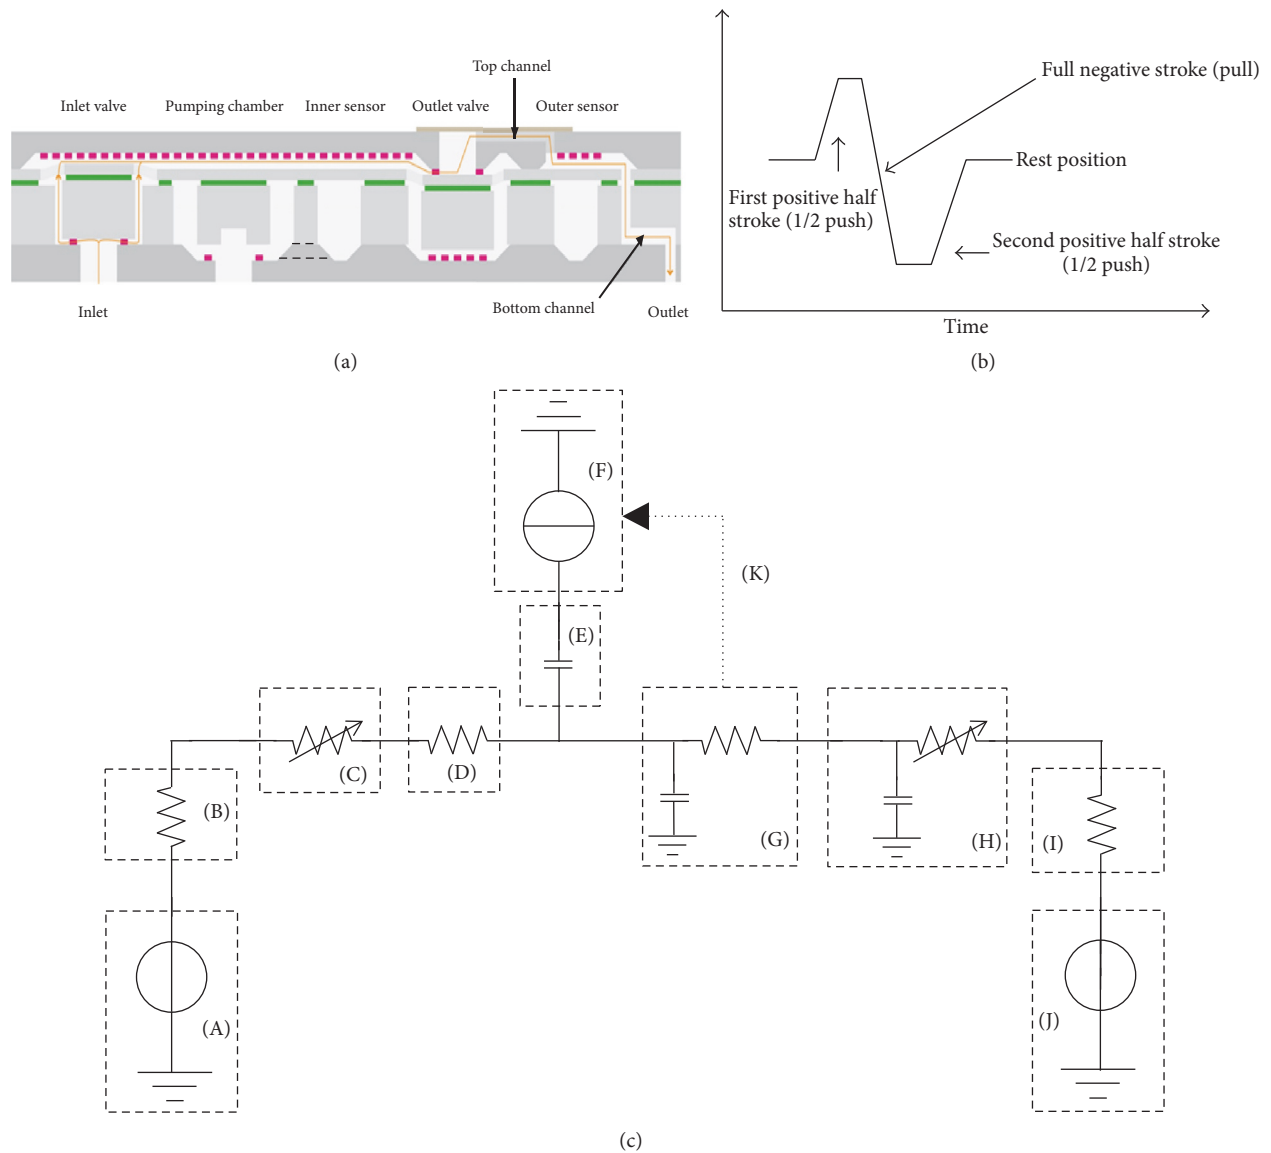 Top channel
Inlet valve
Pumping chamber
Inner sensor
Outlet valve
Outer sensor
Bottom channel
Inlet
Outlet
(a)
Full negative stroke (pull)
Rest position
First positive half
stroke (1/2 push)
Second positive half stroke
(1/2 push)
Time
(b)
(F)
(K)
(E)
(C)
(D)
(B)
(G)
(H)
(I)
(A)
(J)
(c)